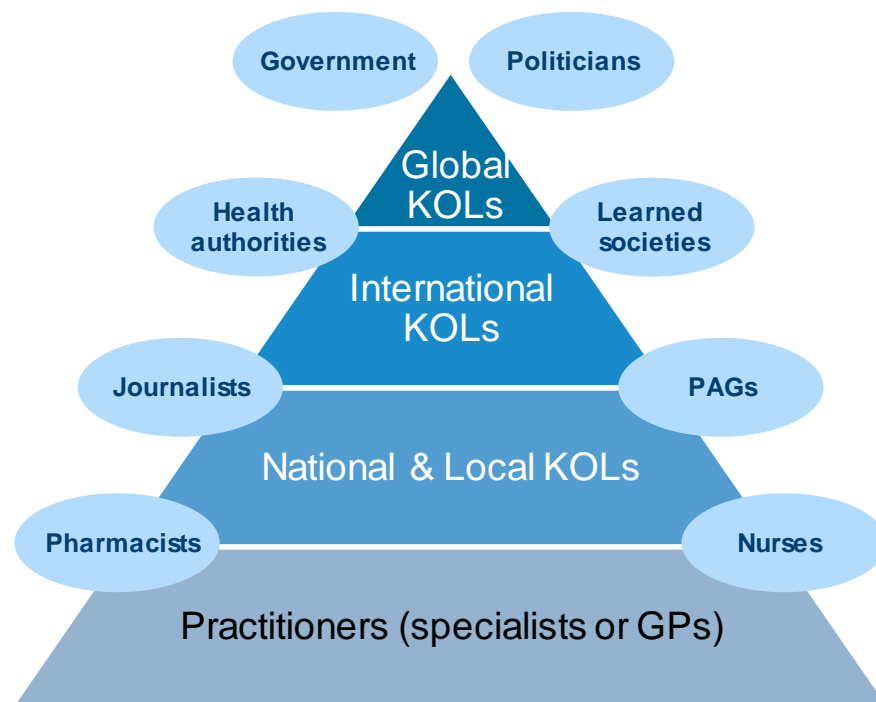 Government
Politicians
Global
KOLs
Health
authorities
Learned
societies
International
KOLs
Journalists
PAGs
National & Local KOLs
Pharmacists
Nurses
Practitioners (specialists or GPs)